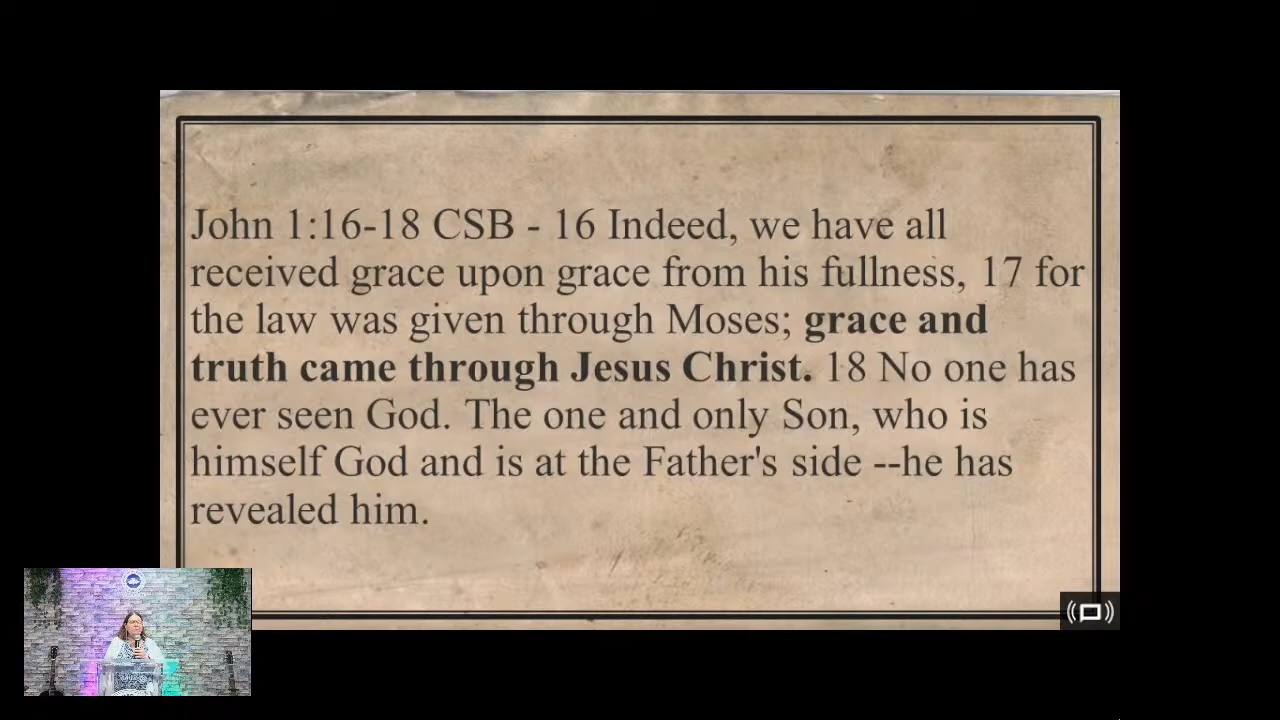 John 1:16-18 CSB - 16 Indeed, we have all
received grace upon grace from his fullness, 17 for
the law was given through Moses; grace and
truth came through Jesus Christ. 18 No one has
ever seen God. The one and only Son, who is
himself God and is at the Father's side --he has
revealed him.